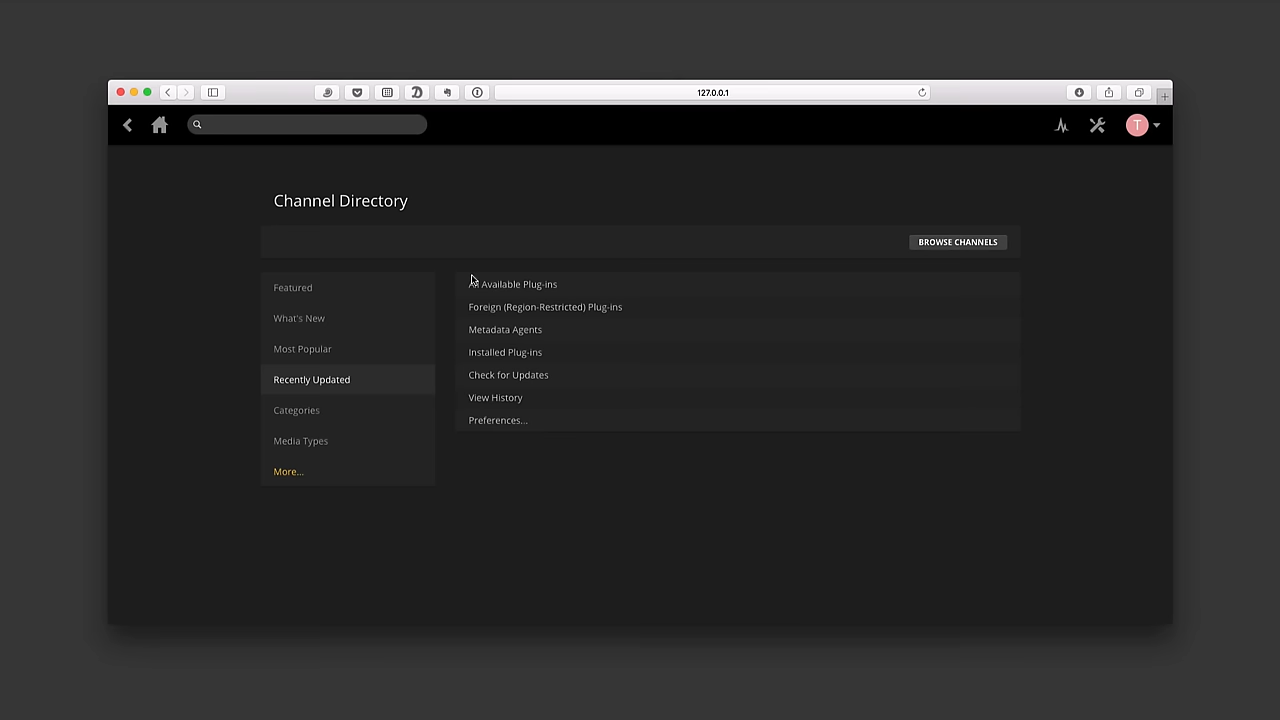 127.0.0.1
T
Channel Directory
BROWSE CHANNELS
Featured
What's New
Most Popular
Recently Updated
Categories
Media Types
More...
All Available Plug-ins
Foreign (Region-Restricted) Plug-ins
Metadata Agents
Installed Plug-ins
Check for Updates
View History
Preferences...